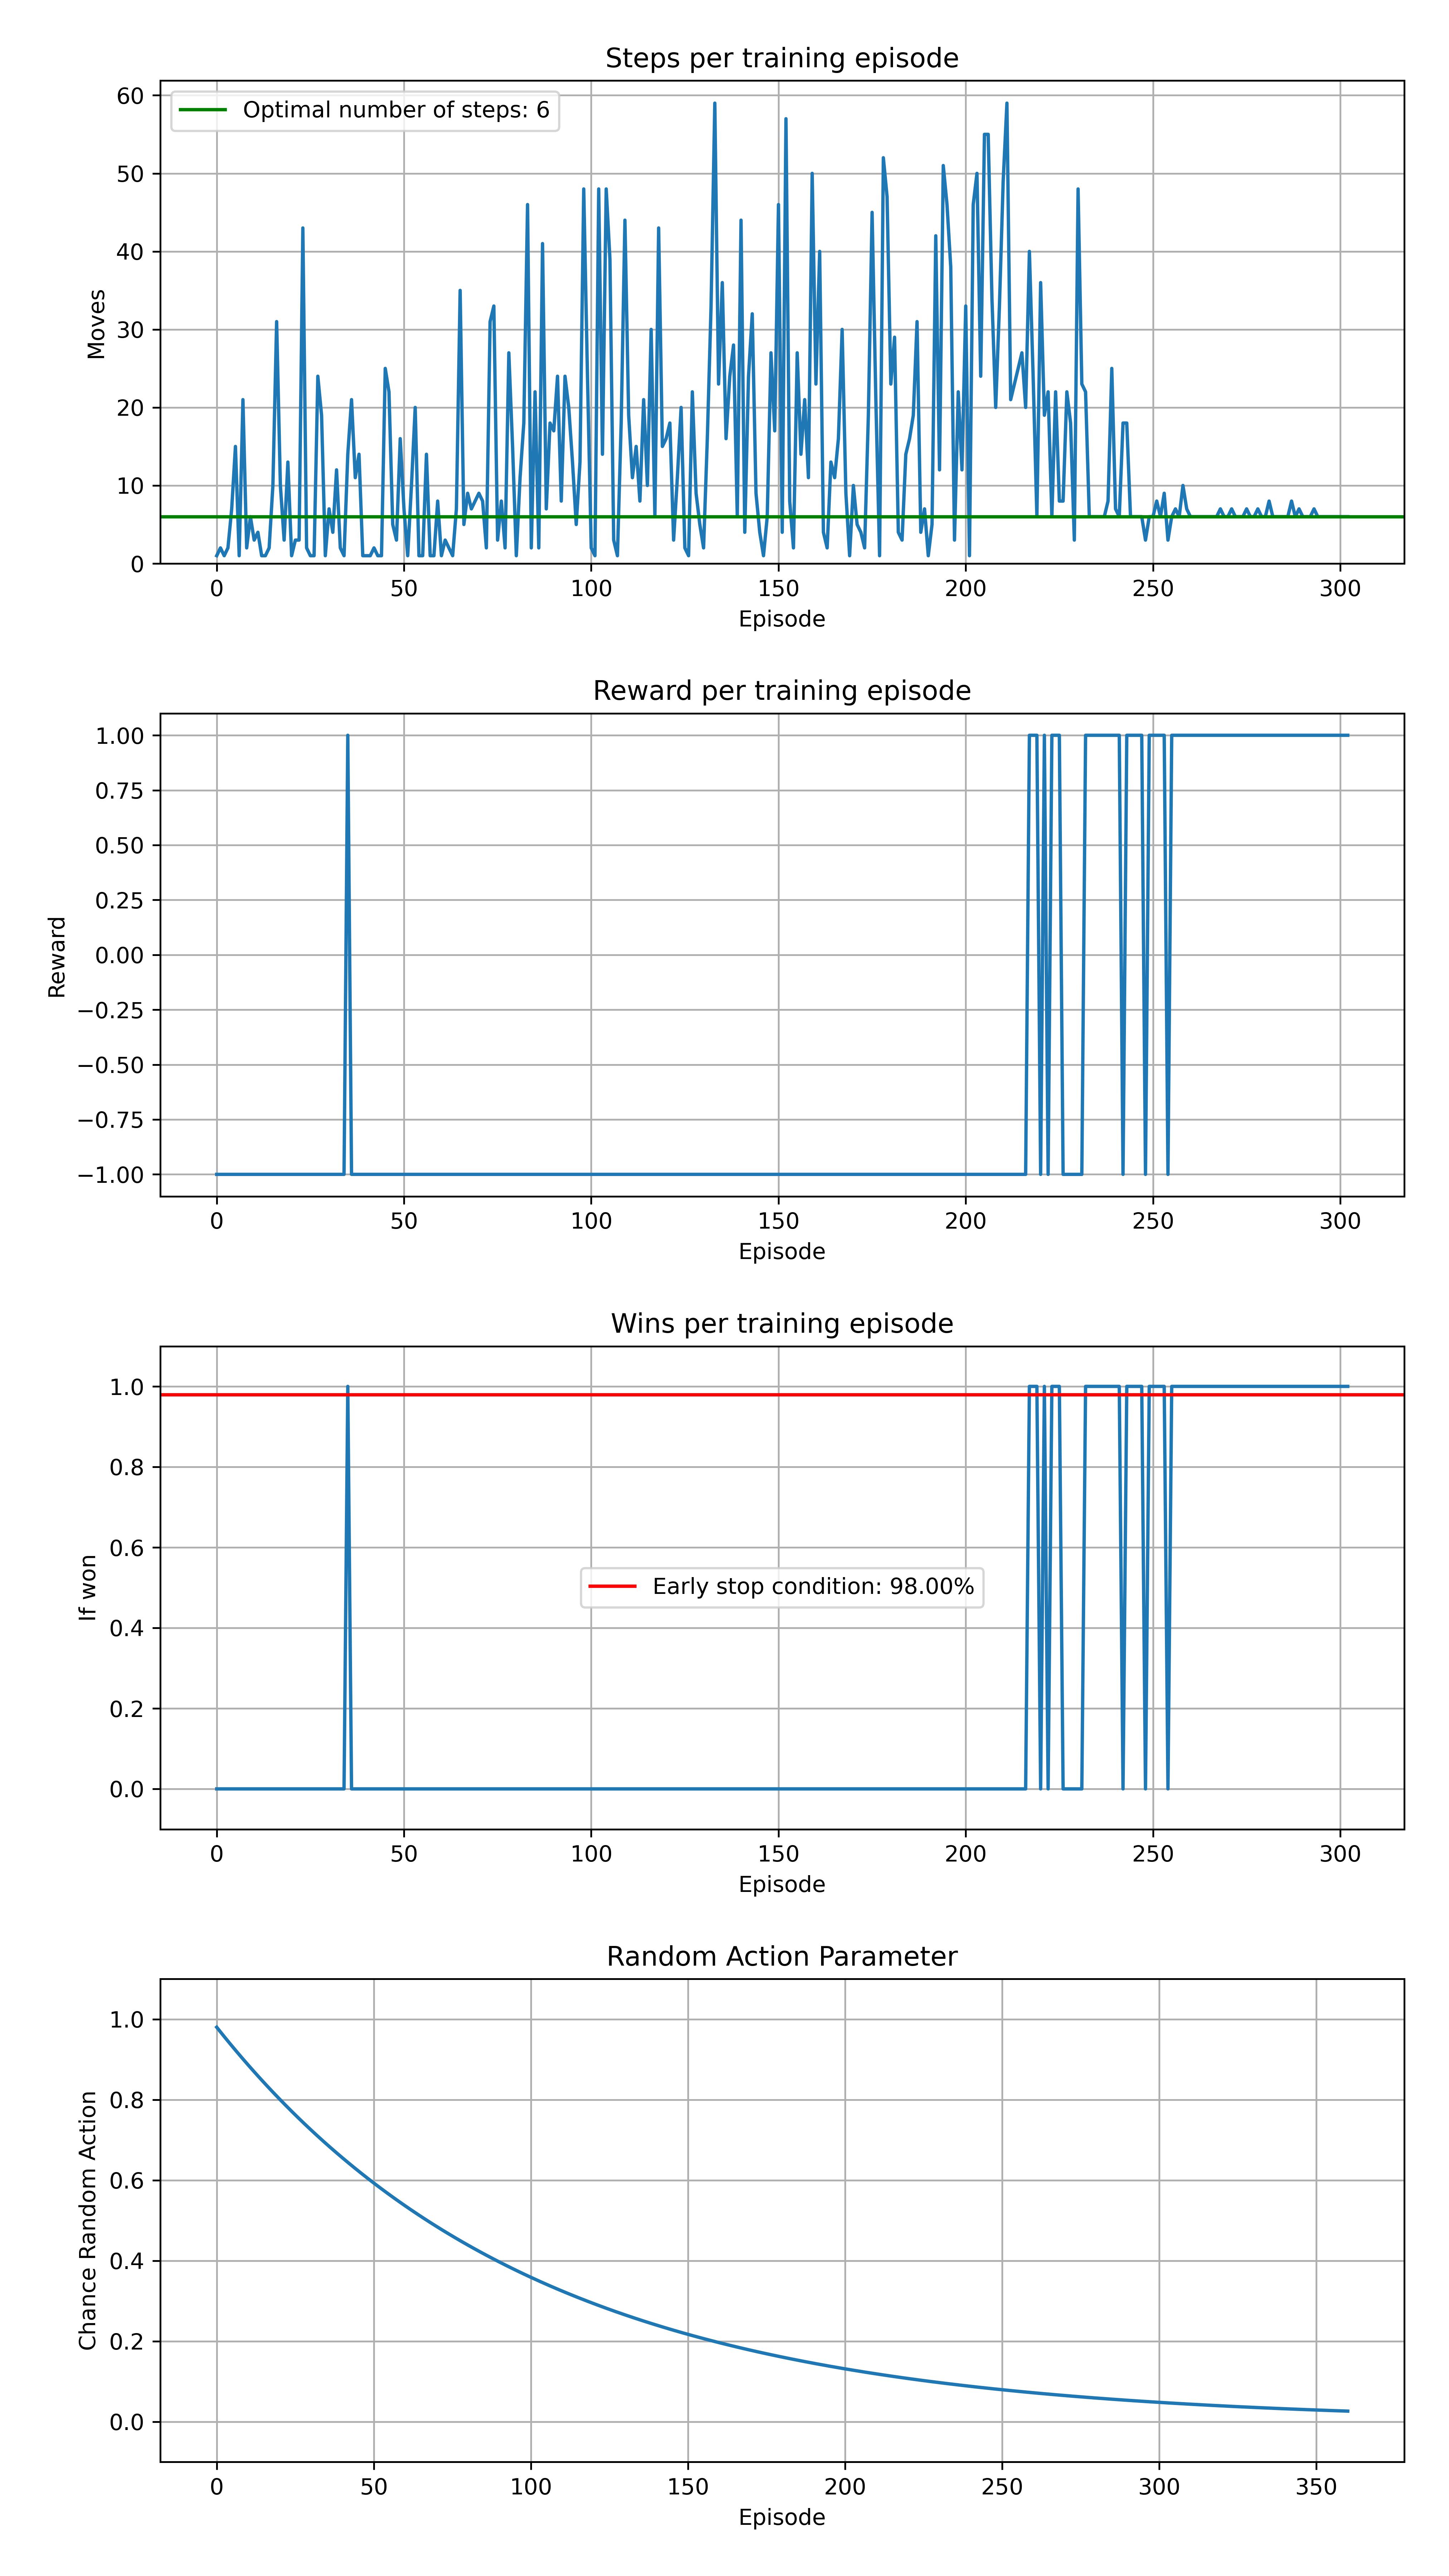 Steps per training episode
Optimal number of steps: 6
60
50
40
30
20
10
0
Moves
0 50 100 150 200 250 300
Episode
Reward per training episode
1.00
0.75
0.50
0.25
0.00
−0.25
−0.50
−0.75
−1.00
Reward
0 50 100 150 200 250 300
Episode
Wins per training episode
1.0
0.8
0.6
0.4
0.2
0.0
If won
Early stop condition: 98.00%
0 50 100 150 200 250 300
Episode
Random Action Parameter
1.0
0.8
0.6
0.4
0.2
0.0
Chance Random Action
0 50 100 150 200 250 300 350
Episode